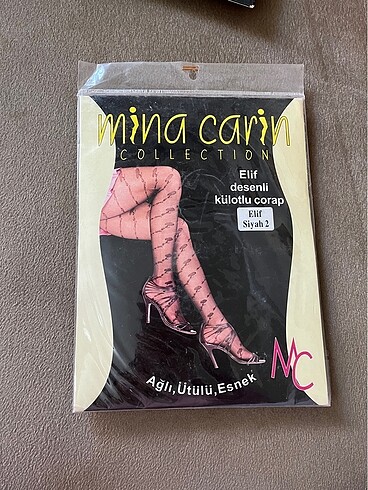 mina carin
COLLECTION
Elif
desenli
külotlu çorap
Elif
Siyah 2
MC
Ağlı,Ütülü,Esnek